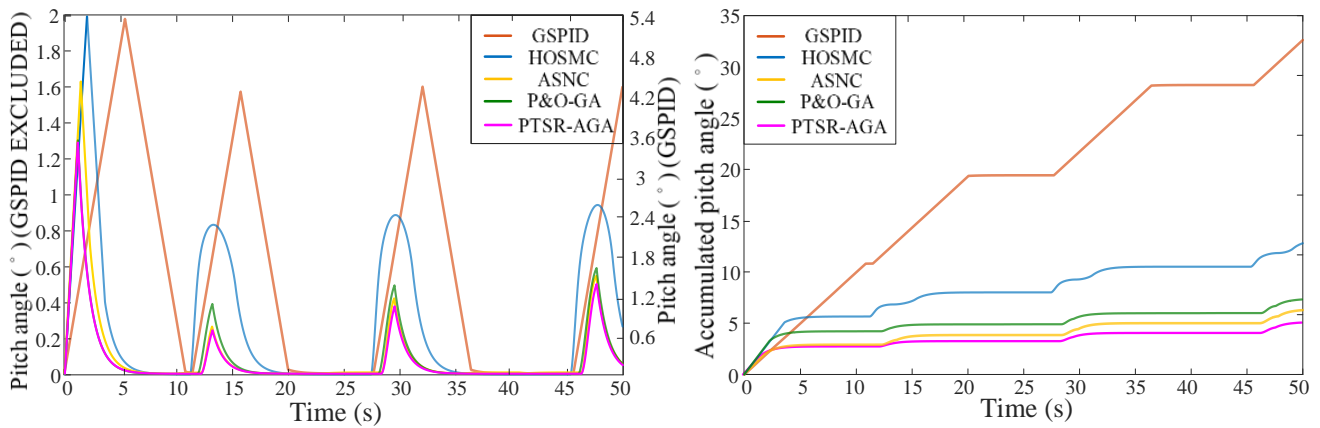 Pitch angle ( ° ) (GSPID EXCLUDED)
2
1.8
1.6
1.4
1.2
1
0.8
0.6
0.4
0.2
0
0 5 10 15 20 25 30 35 40 45 50
Time (s)
GSPID
HOSMC
ASNC
P&O-GA
PTSR-AGA
5.4
4.8
4.2
3.6
3
2.4
1.8
1.2
0.6
Pitch angle ( ° ) (GSPID)
Accumulated pitch angle ( ° )
35
30
25
20
15
10
5
0
GSPID
HOSMC
ASNC
P&O-GA
PTSR-AGA
0 5 10 15 20 25 30 35 40 45 50
Time (s)